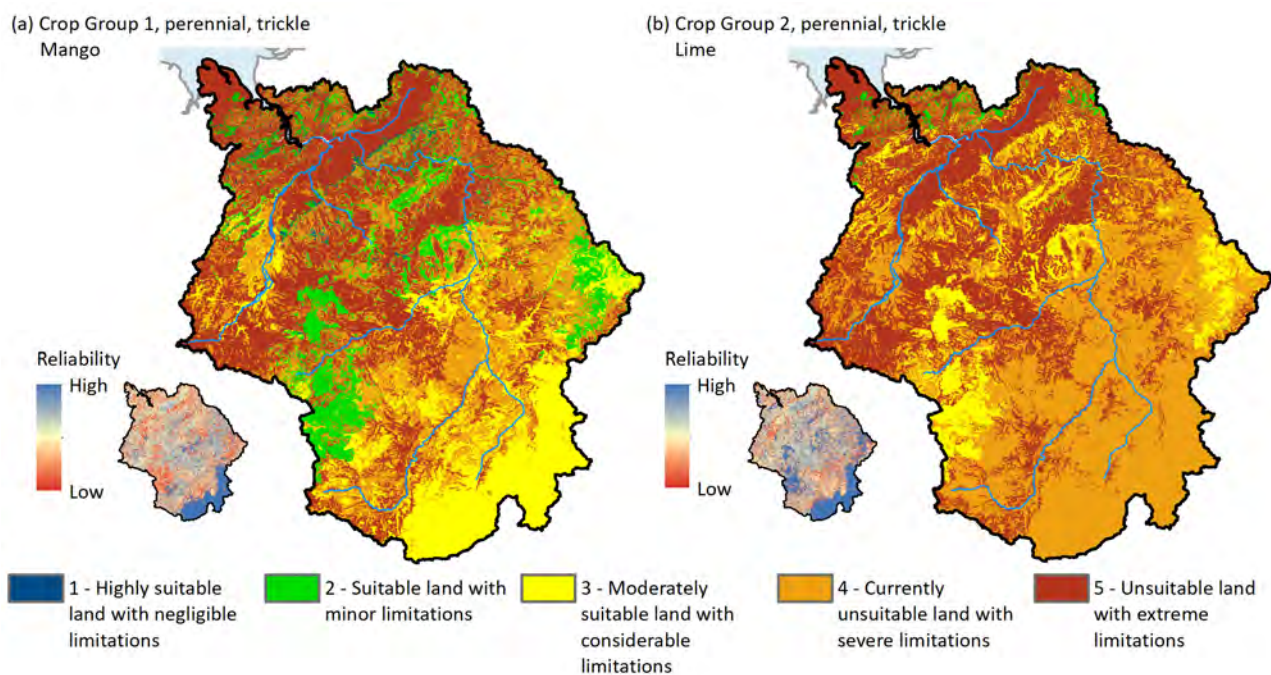 (a) Crop Group 1, perennial, trickle
Mango
(b) Crop Group 2, perennial, trickle
Lime
Reliability
High
Low
Reliability
High
Low
1 - Highly suitable
land with negligible
limitations
2 - Suitable land with
minor limitations
3 - Moderately
suitable land with
considerable
limitations
4 - Currently
unsuitable land with
severe limitations
5 - Unsuitable land
with extreme
limitations